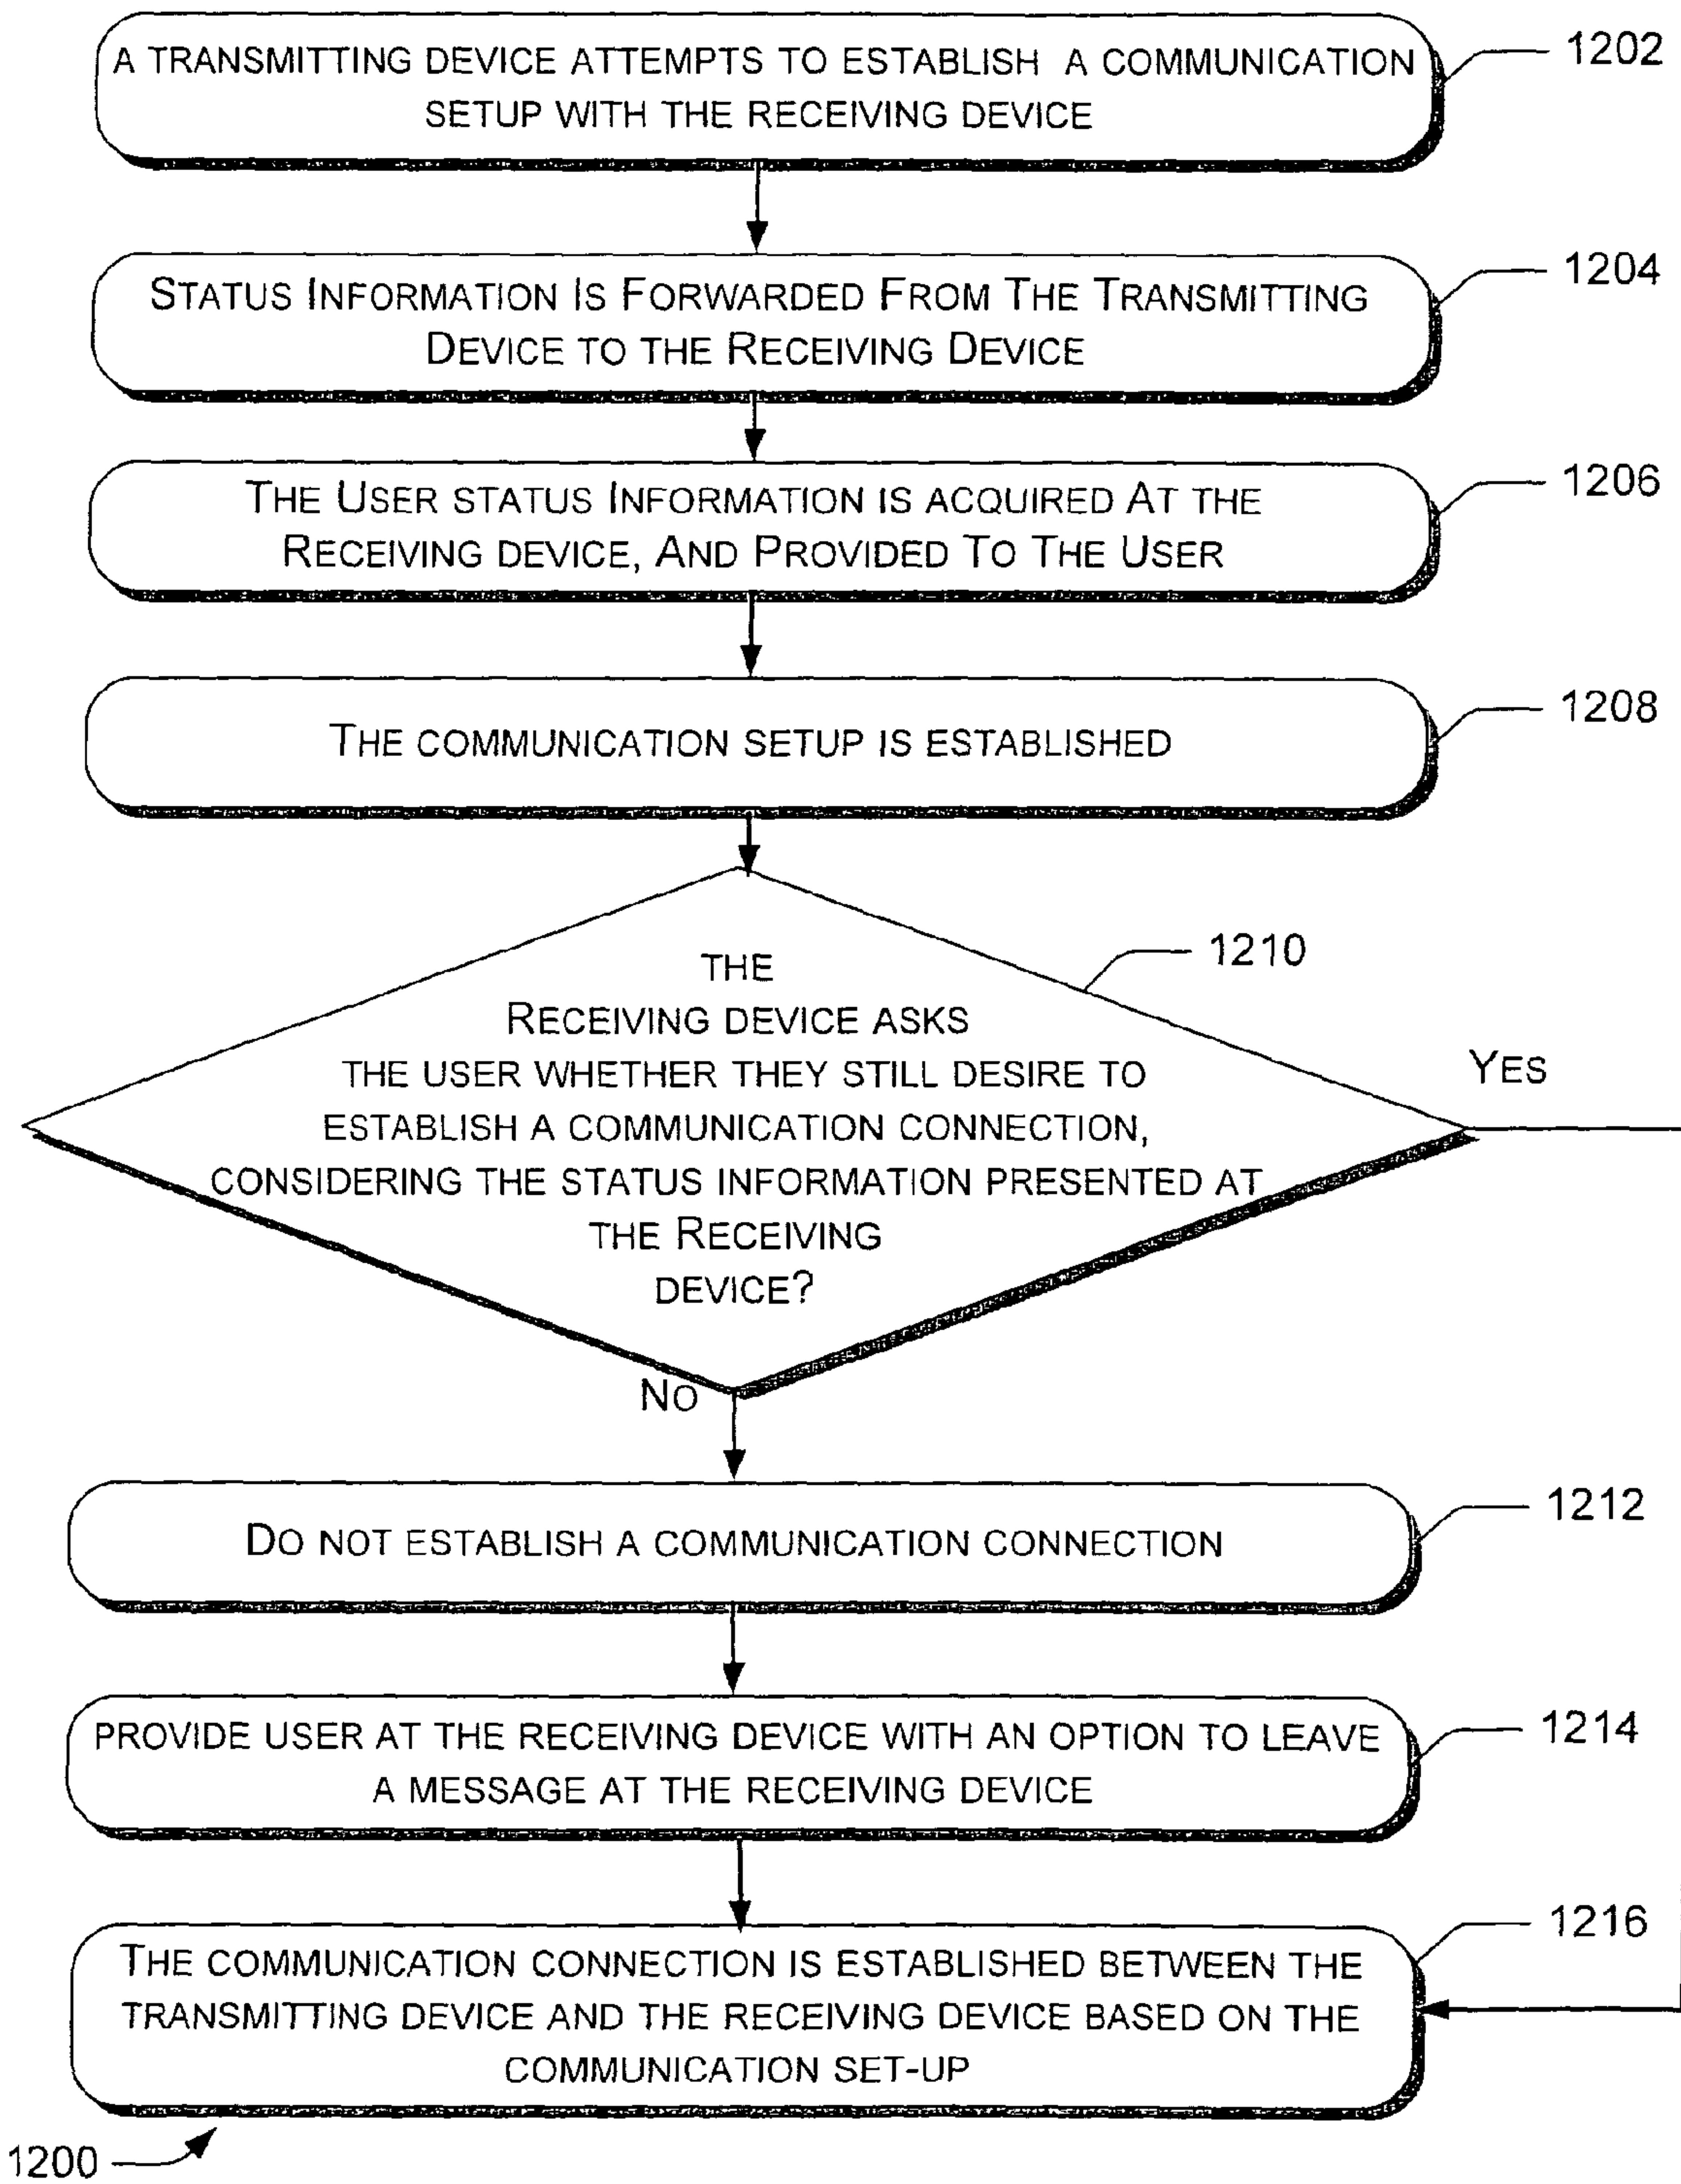 A TRANSMITTING DEVICE ATTEMPTS TO ESTABLISH A COMMUNICATION
SETUP WITH THE RECEIVING DEVICE
1202
STATUS INFORMATION IS FORWARDED FROM THE TRANSMITTING
DEVICE TO THE RECEIVING DEVICE
1204
THE USER STATUS INFORMATION IS ACQUIRED AT THE
RECEIVING DEVICE, AND PROVIDED TO THE USER
1206
THE COMMUNICATION SETUP IS ESTABLISHED
1208
THE
RECEIVING DEVICE ASKS
THE USER WHETHER THEY STILL DESIRE TO
ESTABLISH A COMMUNICATION CONNECTION,
CONSIDERING THE STATUS INFORMATION PRESENTED AT
THE RECEIVING
DEVICE?
1210
YES
NO
DO NOT ESTABLISH A COMMUNICATION CONNECTION
1212
PROVIDE USER AT THE RECEIVING DEVICE WITH AN OPTION TO LEAVE
A MESSAGE AT THE RECEIVING DEVICE
1214
THE COMMUNICATION CONNECTION IS ESTABLISHED BETWEEN THE
TRANSMITTING DEVICE AND THE RECEIVING DEVICE BASED ON THE
COMMUNICATION SET-UP
1216
1200